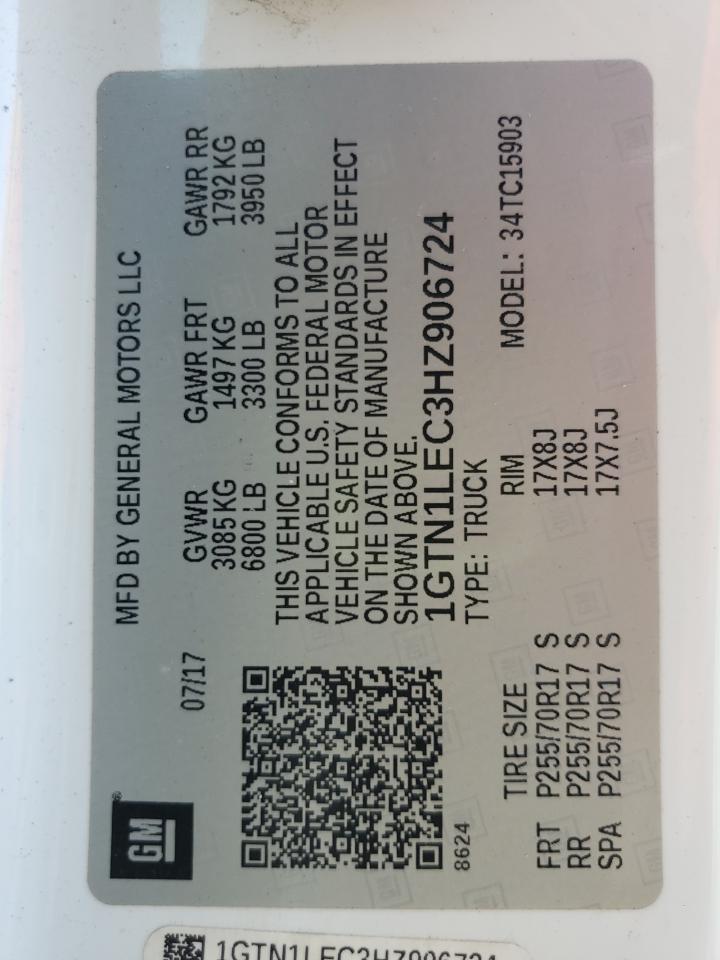 GM®
MFD BY GENERAL MOTORS LLC
07/17
GVWR GAWR FRT GAWR RR
3085 KG 1497 KG 1792 KG
6800 LB 3300 LB 3950 LB
THIS VEHICLE CONFORMS TO ALL
APPLICABLE U.S. FEDERAL MOTOR
VEHICLE SAFETY STANDARDS IN EFFECT
ON THE DATE OF MANUFACTURE
SHOWN ABOVE.
1GTN1LEC3HZ906724
TYPE: TRUCK
8624
TIRE SIZE RIM MODEL: 34TC15903
FRT P255/70R17 S 17X8J
RR P255/70R17 S 17X8J
SPA P255/70R17 S 17X7.5J
1GTN1LEC3HZ906724